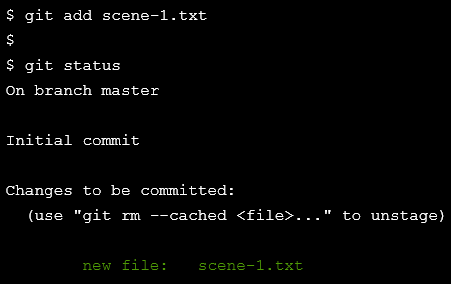 $ git add scene-1.txt
$
$ git status
On branch master
Initial commit
Changes to be committed:
(use "git rm --cached <file>..." to unstage)
new file: scene-1.txt